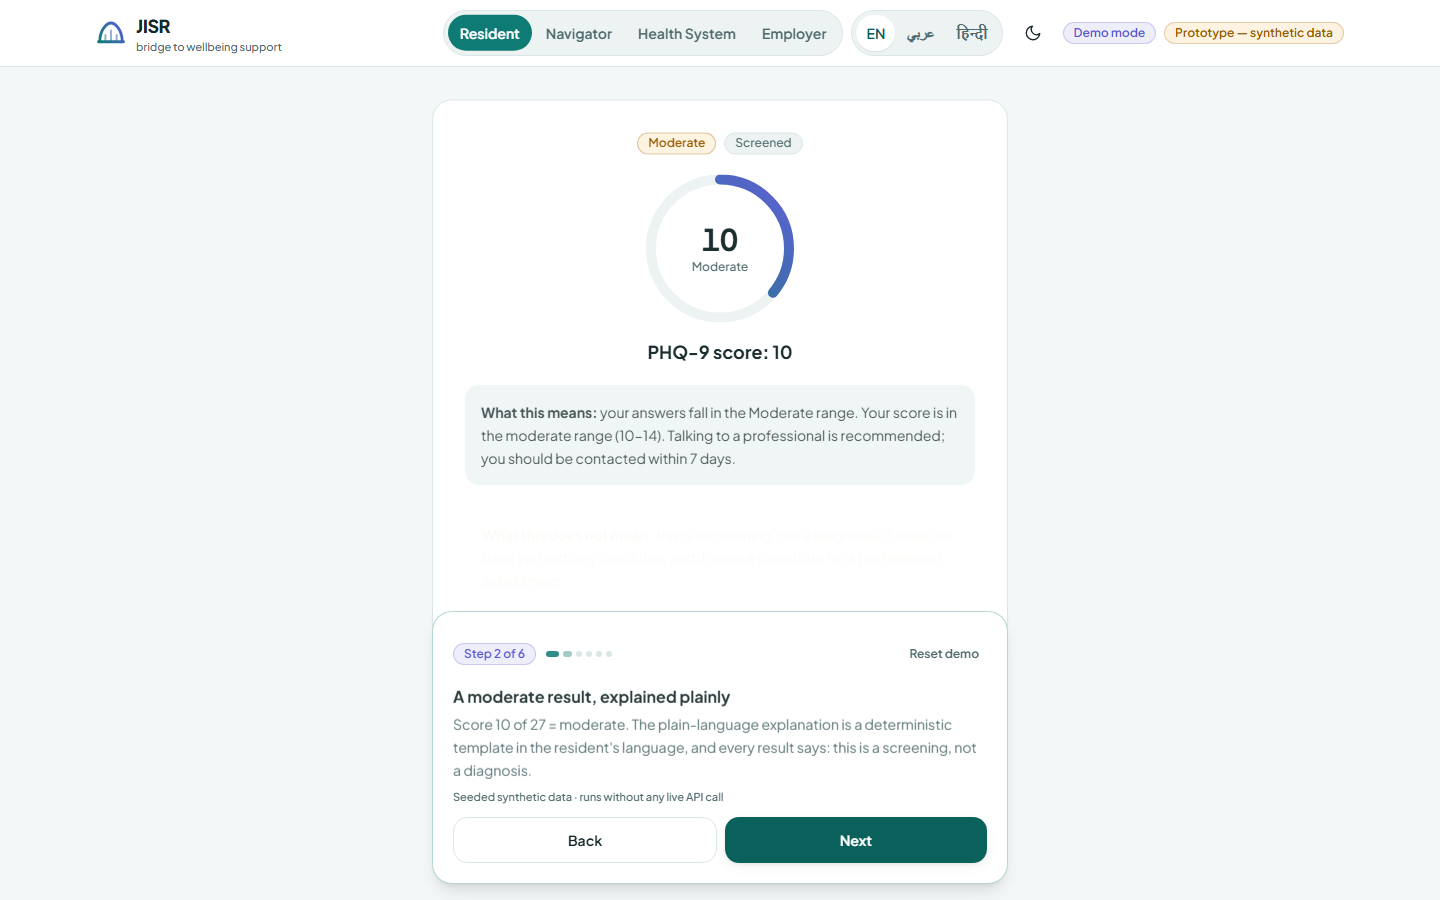 JISR
bridge to wellbeing support
Resident
Navigator
Health System
Employer
EN
عربي
हिन्दी
Demo mode
Prototype — synthetic data
Moderate
Screened
10
Moderate
PHQ-9 score: 10
What this means: your answers fall in the Moderate range. Your score is in
the moderate range (10–14). Talking to a professional is recommended;
you should be contacted within 7 days.
What this does not mean:
Step 2 of 6
Reset demo
A moderate result, explained plainly
Score 10 of 27 = moderate. The plain-language explanation is a deterministic
template in the resident's language, and every result says: this is a screening, not
a diagnosis.
Seeded synthetic data · runs without any live API call
Back
Next